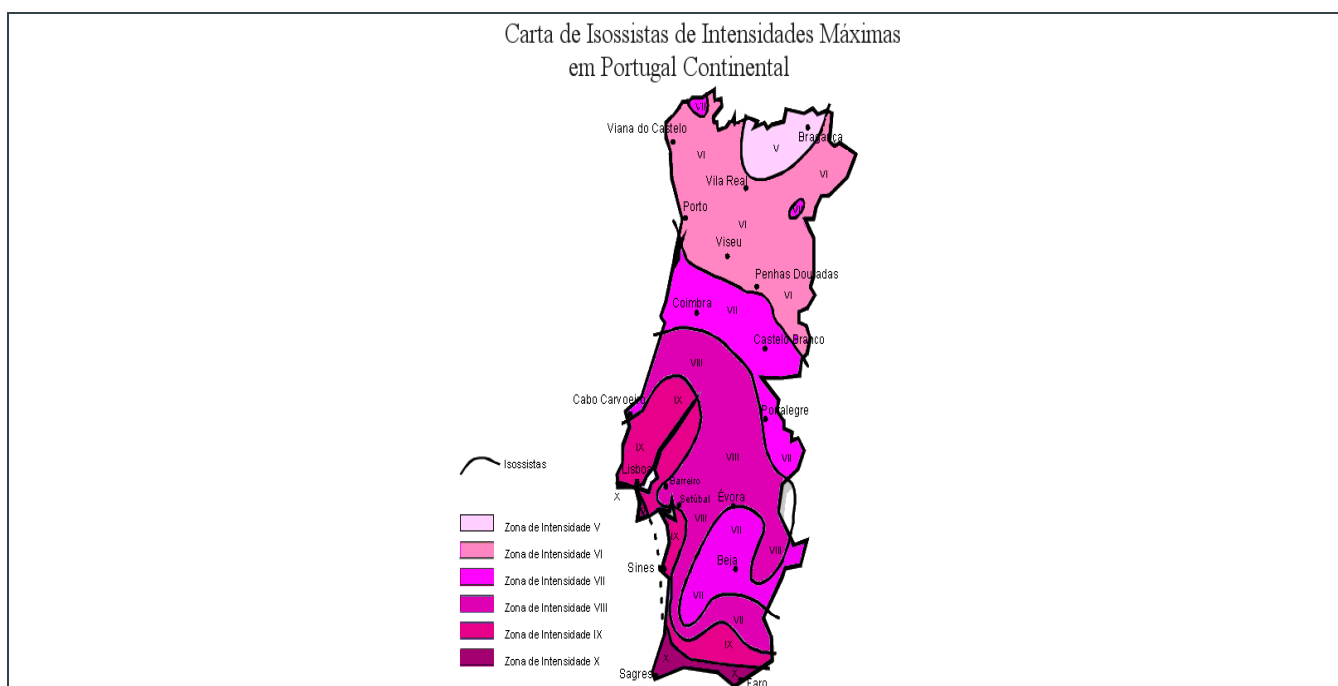 Carta de Isossistas de Intensidades Máximas
em Portugal Continental
VII
Viana do Castelo
Bragança
V
VI
VI
Vila Real
VII
Porto
VI
Viseu
Penhas Douradas
VI
Coimbra
VII
Castelo Branco
VIII
Cabo Carvoeiro
IX
Portalegre
IX
VIII
VII
Isossistas
Lisboa
Barreiro
X
Setúbal
Évora
VIII
VII
Zona de Intensidade V
IX
VIII
Zona de Intensidade VI
Sines
Beja
Zona de Intensidade VII
VII
Zona de Intensidade VIII
VII
Zona de Intensidade IX
IX
X
Zona de Intensidade X
Sagres
X
Faro